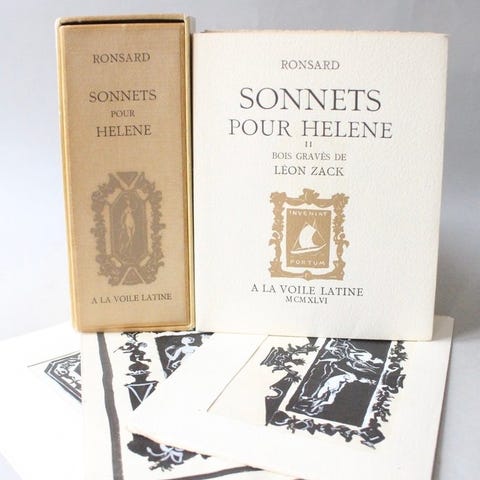 RONSARD
SONNETS
POUR
HELENE
A LA VOILE LATINE
RONSARD
SONNETS
POUR HELENE
II
BOIS GRAVÉS DE
LÉON ZACK
INVENIAT
PORTUM
A LA VOILE LATINE
MCMXLVI